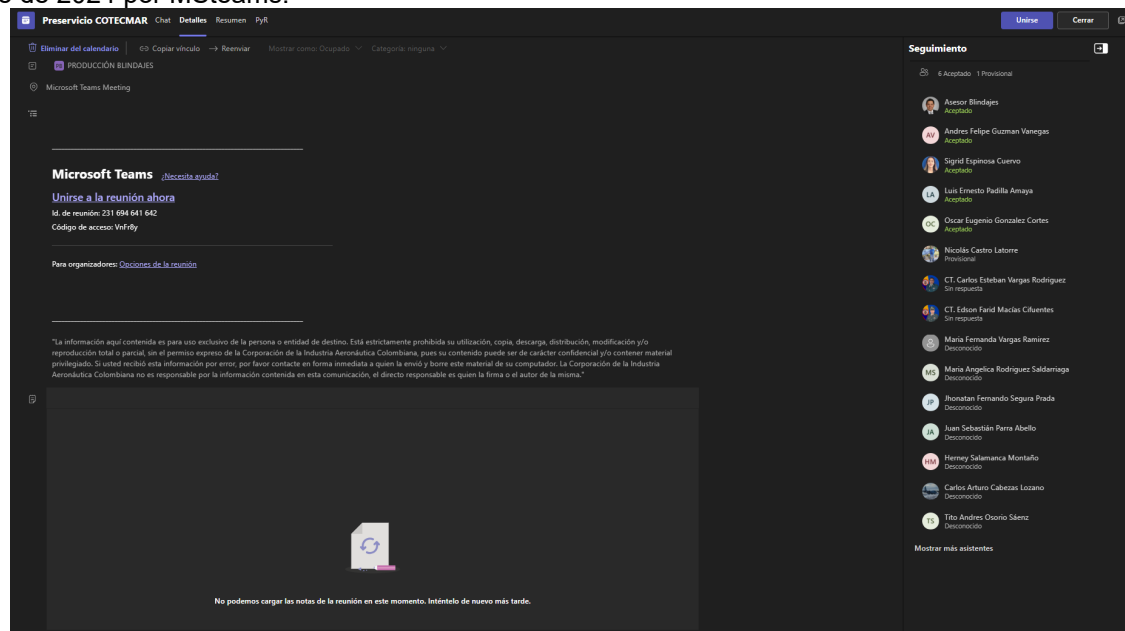 de 2024 por MSteams.
Preservicio COTECMAR Chat Detalles Resumen PyR
Unirse Cerrar
Eliminar del calendario Copiar vínculo Reenviar Mostrar como: Ocupado Categoría: ninguna
PB PRODUCCIÓN BLINDAJES
Microsoft Teams Meeting
Microsoft Teams ¿Necesita ayuda?
Unirse a la reunión ahora
Id. de reunión: 231 694 641 642
Código de acceso: VnFr8y
Para organizadores: Opciones de la reunión
"La información aquí contenida es para uso exclusivo de la persona o entidad de destino. Está estrictamente prohibida su utilización, copia, descarga, distribución, modificación y/o
reproducción total o parcial, sin el permiso expreso de la Corporación de la Industria Aeronáutica Colombiana, pues su contenido puede ser de carácter confidencial y/o contener material
privilegiado. Si usted recibió esta información por error, por favor contacte en forma inmediata a quien la envió y borre este material de su computador. La Corporación de la Industria
Aeronáutica Colombiana no es responsable por la información contenida en esta comunicación, el directo responsable es quien la firma o el autor de la misma."
No podemos cargar las notas de la reunión en este momento. Inténtelo de nuevo más tarde.
Seguimiento
6 Aceptado 1 Provisional
Asesor Blindajes
Aceptado
AV Andres Felipe Guzman Vanegas
Aceptado
Sigrid Espinosa Cuervo
Aceptado
LA Luis Ernesto Padilla Amaya
Aceptado
OC Oscar Eugenio Gonzalez Cortes
Aceptado
Nicolás Castro Latorre
Provisional
CT. Carlos Esteban Vargas Rodriguez
Sin respuesta
CT. Edson Farid Macías Cifuentes
Sin respuesta
Maria Fernanda Vargas Ramirez
Desconocido
MS Maria Angelica Rodriguez Saldarriaga
Desconocido
JP Jhonatan Fernando Segura Prada
Desconocido
JA Juan Sebastián Parra Abello
Desconocido
HM Herney Salamanca Montaño
Desconocido
Carlos Arturo Cabezas Lozano
Desconocido
TS Tito Andres Osorio Sáenz
Desconocido
Mostrar más asistentes